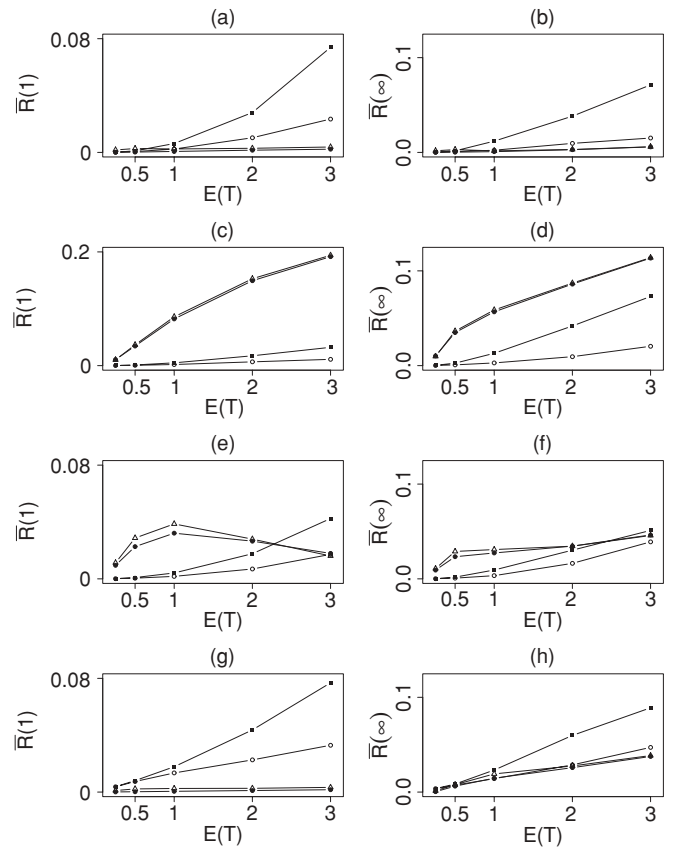 (a)
0.08
R̅(1)
0
0.5 1 2 3
E(T)
(b)
0.1
R̅(∞)
0.0
0.5 1 2 3
E(T)
(c)
0.2
R̅(1)
0
0.5 1 2 3
E(T)
(d)
0.1
R̅(∞)
0.0
0.5 1 2 3
E(T)
(e)
0.08
R̅(1)
0
0.5 1 2 3
E(T)
(f)
0.1
R̅(∞)
0.0
0.5 1 2 3
E(T)
(g)
0.08
R̅(1)
0
0.5 1 2 3
E(T)
(h)
0.1
R̅(∞)
0.0
0.5 1 2 3
E(T)